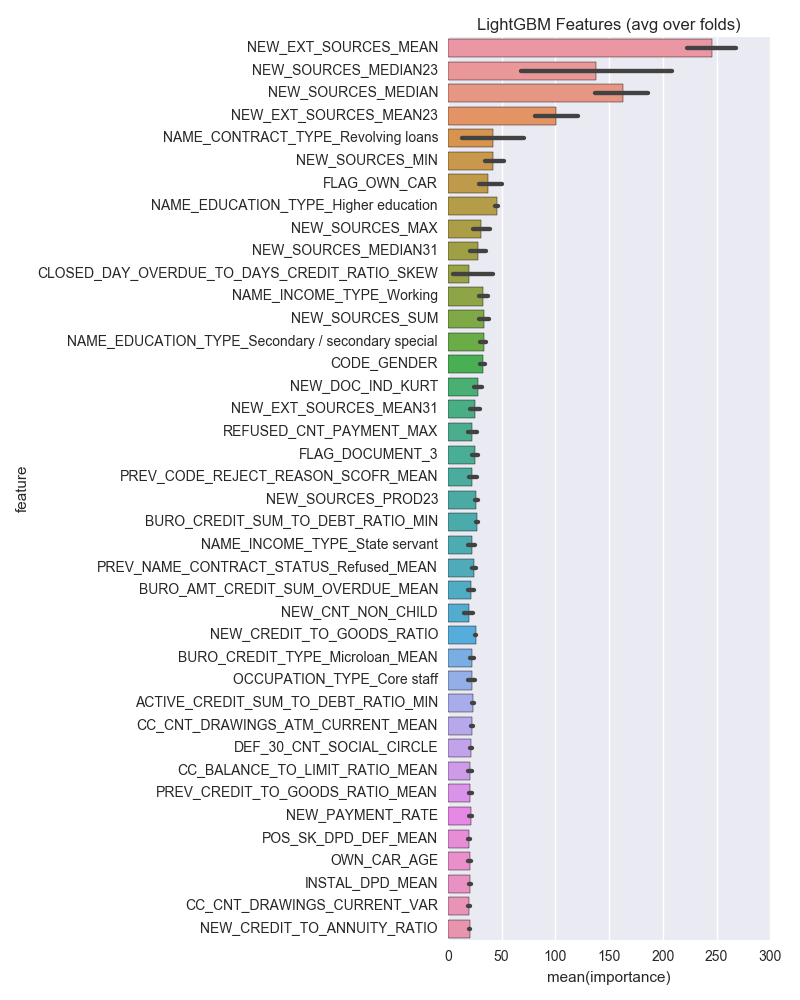 LightGBM Features (avg over folds)
NEW_EXT_SOURCES_MEAN
NEW_SOURCES_MEDIAN23
NEW_SOURCES_MEDIAN
NEW_EXT_SOURCES_MEAN23
NAME_CONTRACT_TYPE_Revolving loans
NEW_SOURCES_MIN
FLAG_OWN_CAR
NAME_EDUCATION_TYPE_Higher education
NEW_SOURCES_MAX
NEW_SOURCES_MEDIAN31
CLOSED_DAY_OVERDUE_TO_DAYS_CREDIT_RATIO_SKEW
NAME_INCOME_TYPE_Working
NEW_SOURCES_SUM
NAME_EDUCATION_TYPE_Secondary / secondary special
CODE_GENDER
NEW_DOC_IND_KURT
NEW_EXT_SOURCES_MEAN31
REFUSED_CNT_PAYMENT_MAX
FLAG_DOCUMENT_3
PREV_CODE_REJECT_REASON_SCOFR_MEAN
NEW_SOURCES_PROD23
BURO_CREDIT_SUM_TO_DEBT_RATIO_MIN
NAME_INCOME_TYPE_State servant
PREV_NAME_CONTRACT_STATUS_Refused_MEAN
BURO_AMT_CREDIT_SUM_OVERDUE_MEAN
NEW_CNT_NON_CHILD
NEW_CREDIT_TO_GOODS_RATIO
BURO_CREDIT_TYPE_Microloan_MEAN
OCCUPATION_TYPE_Core staff
ACTIVE_CREDIT_SUM_TO_DEBT_RATIO_MIN
CC_CNT_DRAWINGS_ATM_CURRENT_MEAN
DEF_30_CNT_SOCIAL_CIRCLE
CC_BALANCE_TO_LIMIT_RATIO_MEAN
PREV_CREDIT_TO_GOODS_RATIO_MEAN
NEW_PAYMENT_RATE
POS_SK_DPD_DEF_MEAN
OWN_CAR_AGE
INSTAL_DPD_MEAN
CC_CNT_DRAWINGS_CURRENT_VAR
NEW_CREDIT_TO_ANNUITY_RATIO
feature
0 50 100 150 200 250 300
mean(importance)